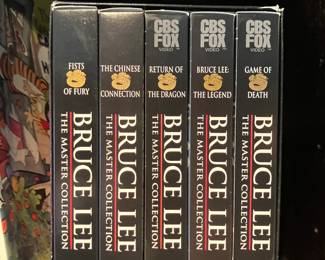 FISTS
OF FURY
BRUCE LEE
THE MASTER COLLECTION
THE CHINESE
CONNECTION
BRUCE LEE
THE MASTER COLLECTION
CBS
FOX
VIDEO
RETURN OF
THE DRAGON
BRUCE LEE
THE MASTER COLLECTION
CBS
FOX
VIDEO
BRUCE LEE:
THE LEGEND
BRUCE LEE
THE MASTER COLLECTION
CBS
FOX
VIDEO
GAME OF
DEATH
BRUCE LEE
THE MASTER COLLECTION